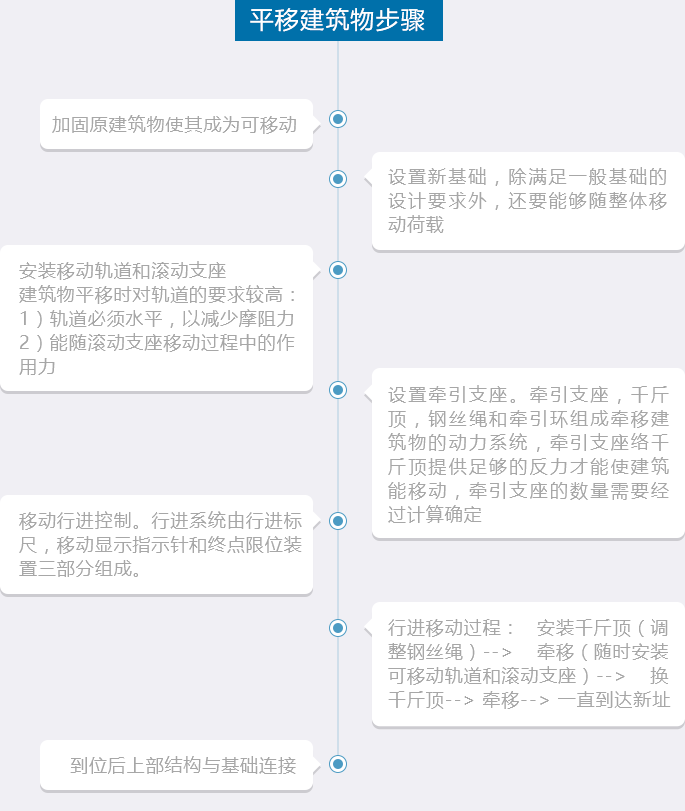 平移建筑物步骤
加固原建筑物使其成为可移动
设置新基础，除满足一般基础的
设计要求外，还要能够随整体移
动荷载
安装移动轨道和滚动支座
建筑物平移时对轨道的要求较高：
1）轨道必须水平，以减少摩阻力
2）能随滚动支座移动过程中的作
用力
设置牵引支座。牵引支座，千斤
顶，钢丝绳和牵引环组成牵移建
筑物的动力系统，牵引支座络千
斤顶提供足够的反力才能使建筑
能移动，牵引支座的数量需要经
过计算确定
移动行进控制。行进系统由行进标
尺，移动显示指示针和终点限位装
置三部分组成。
行进移动过程： 安装千斤顶（调
整钢丝绳）--> 牵移（随时安装
可移动轨道和滚动支座）--> 换
千斤顶--> 牵移--> 一直到达新址
到位后上部结构与基础连接